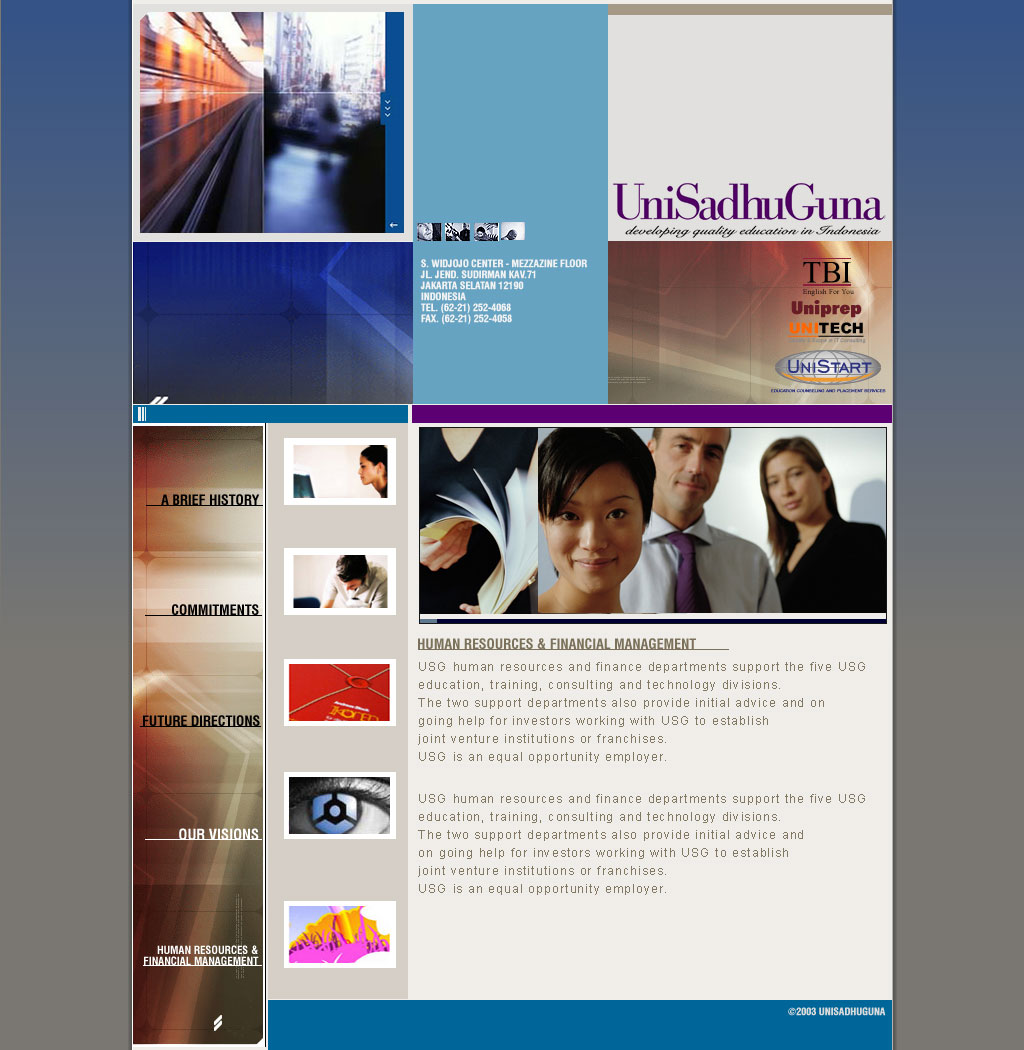 UniSadhuGuna
developing quality education in Indonesia
S. WIDJOJO CENTER - MEZZAZINE FLOOR
JL. JEND. SUDIRMAN KAV.71
JAKARTA SELATAN 12190
INDONESIA
TEL. (62-21) 252-4068
FAX. (62-21) 252-4058
TBI
English For You
Uniprep
UNITECH
UNISTART
EDUCATION COUNSELING AND PLACEMENT SERVICES
A BRIEF HISTORY
COMMITMENTS
FUTURE DIRECTIONS
OUR VISIONS
HUMAN RESOURCES &
FINANCIAL MANAGEMENT
HUMAN RESOURCES & FINANCIAL MANAGEMENT
USG human resources and finance departments support the five USG
education, training, consulting and technology divisions.
The two support departments also provide initial advice and on
going help for investors working with USG to establish
joint venture institutions or franchises.
USG is an equal opportunity employer.
USG human resources and finance departments support the five USG
education, training, consulting and technology divisions.
The two support departments also provide initial advice and
on going help for investors working with USG to establish
joint venture institutions or franchises.
USG is an equal opportunity employer.
©2003 UNISADHUGUNA